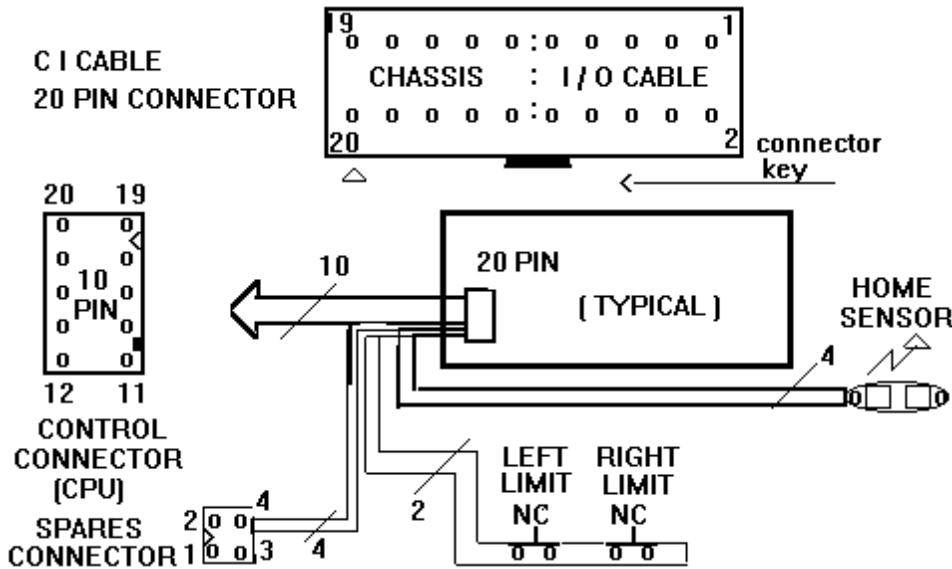 19 1
C I CABLE
20 PIN CONNECTOR
CHASSIS : I / O CABLE
20 2
connector
key
20 19
10
PIN
12 11
CONTROL
CONNECTOR
(CPU)
10
20 PIN
( TYPICAL )
HOME
SENSOR
4
LEFT
LIMIT
NC
RIGHT
LIMIT
NC
2
SPARES
CONNECTOR
2 4
1 3
4